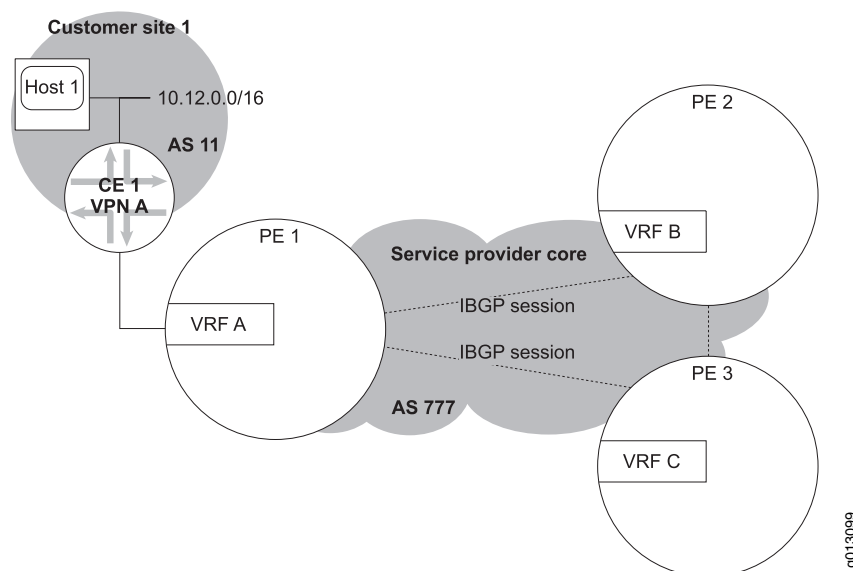 Customer site 1
Host 1
10.12.0.0/16
AS 11
CE 1
VPN A
PE 1
VRF A
Service provider core
IBGP session
IBGP session
AS 777
PE 2
VRF B
PE 3
VRF C
g013099